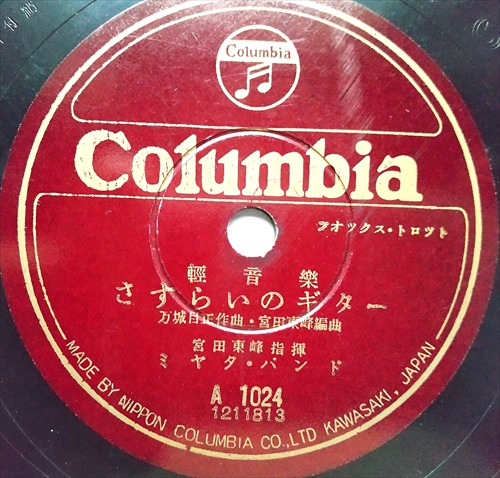 Columbia
Columbia
フオックス・トロット
輕音樂
さすらいのギター
万城目正作曲・宮田東峰編曲
宮田東峰指揮
ミヤタ・バンド
A 1024
1211813
MADE BY NIPPON COLUMBIA CO., LTD KAWASAKI, JAPAN